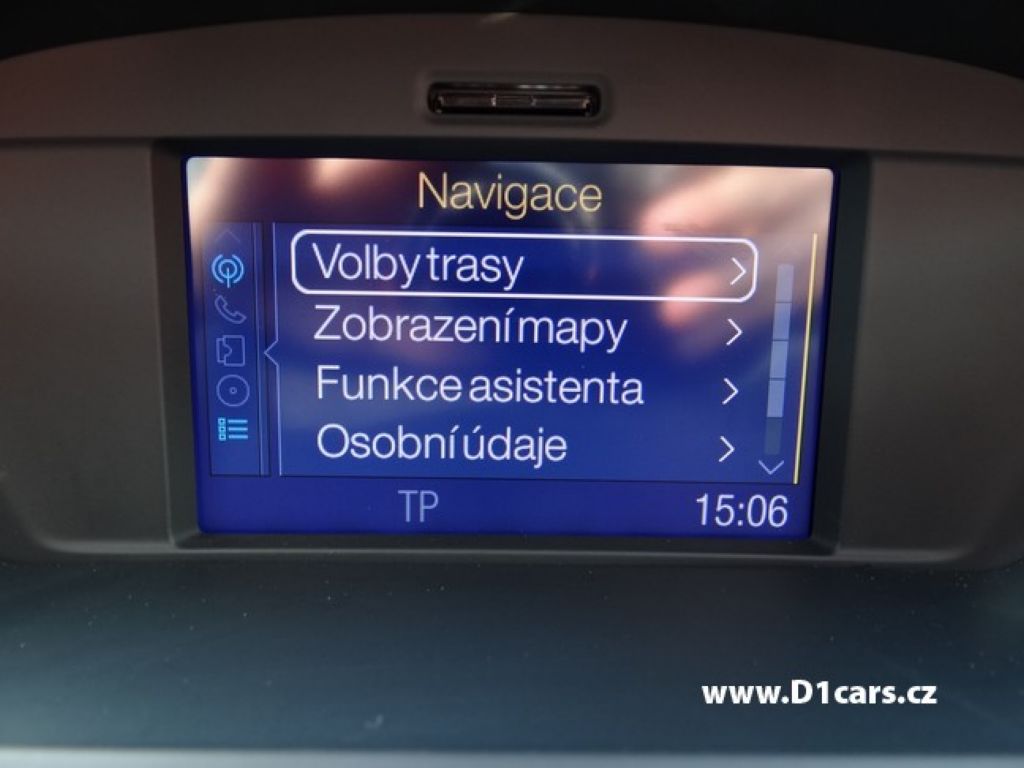 Navigace
Volby trasy
Zobrazení mapy
Funkce asistenta
Osobní údaje
TP
15:06
www.D1cars.cz